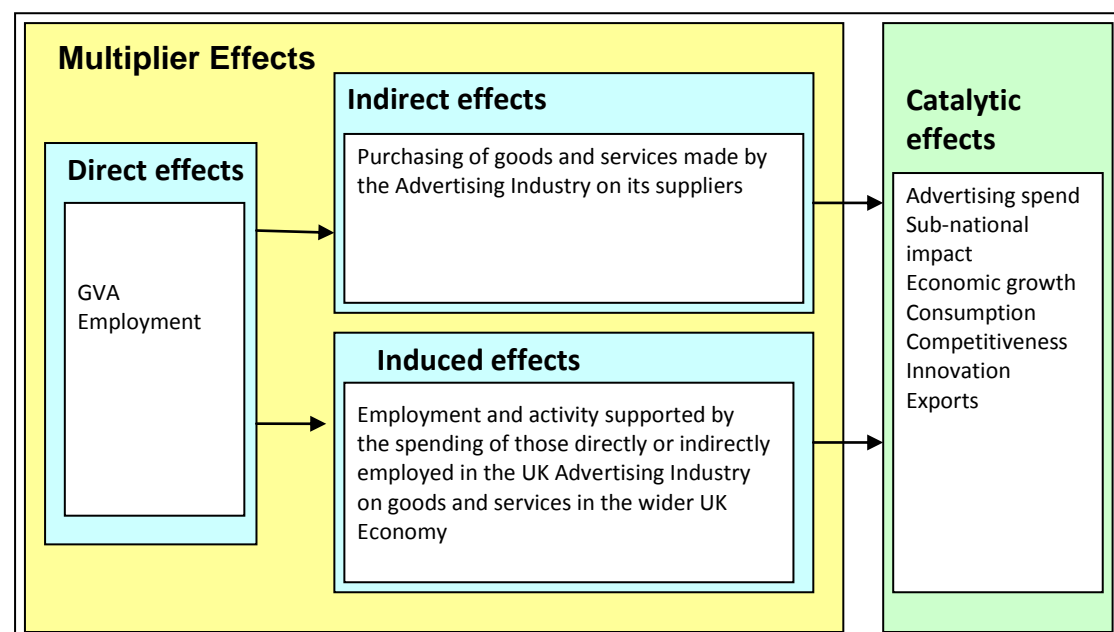 Multiplier Effects
Direct effects
GVA
Employment
Indirect effects
Purchasing of goods and services made by
the Advertising Industry on its suppliers
Induced effects
Employment and activity supported by
the spending of those directly or indirectly
employed in the UK Advertising Industry
on goods and services in the wider UK
Economy
Catalytic
effects
Advertising spend
Sub-national
impact
Economic growth
Consumption
Competitiveness
Innovation
Exports